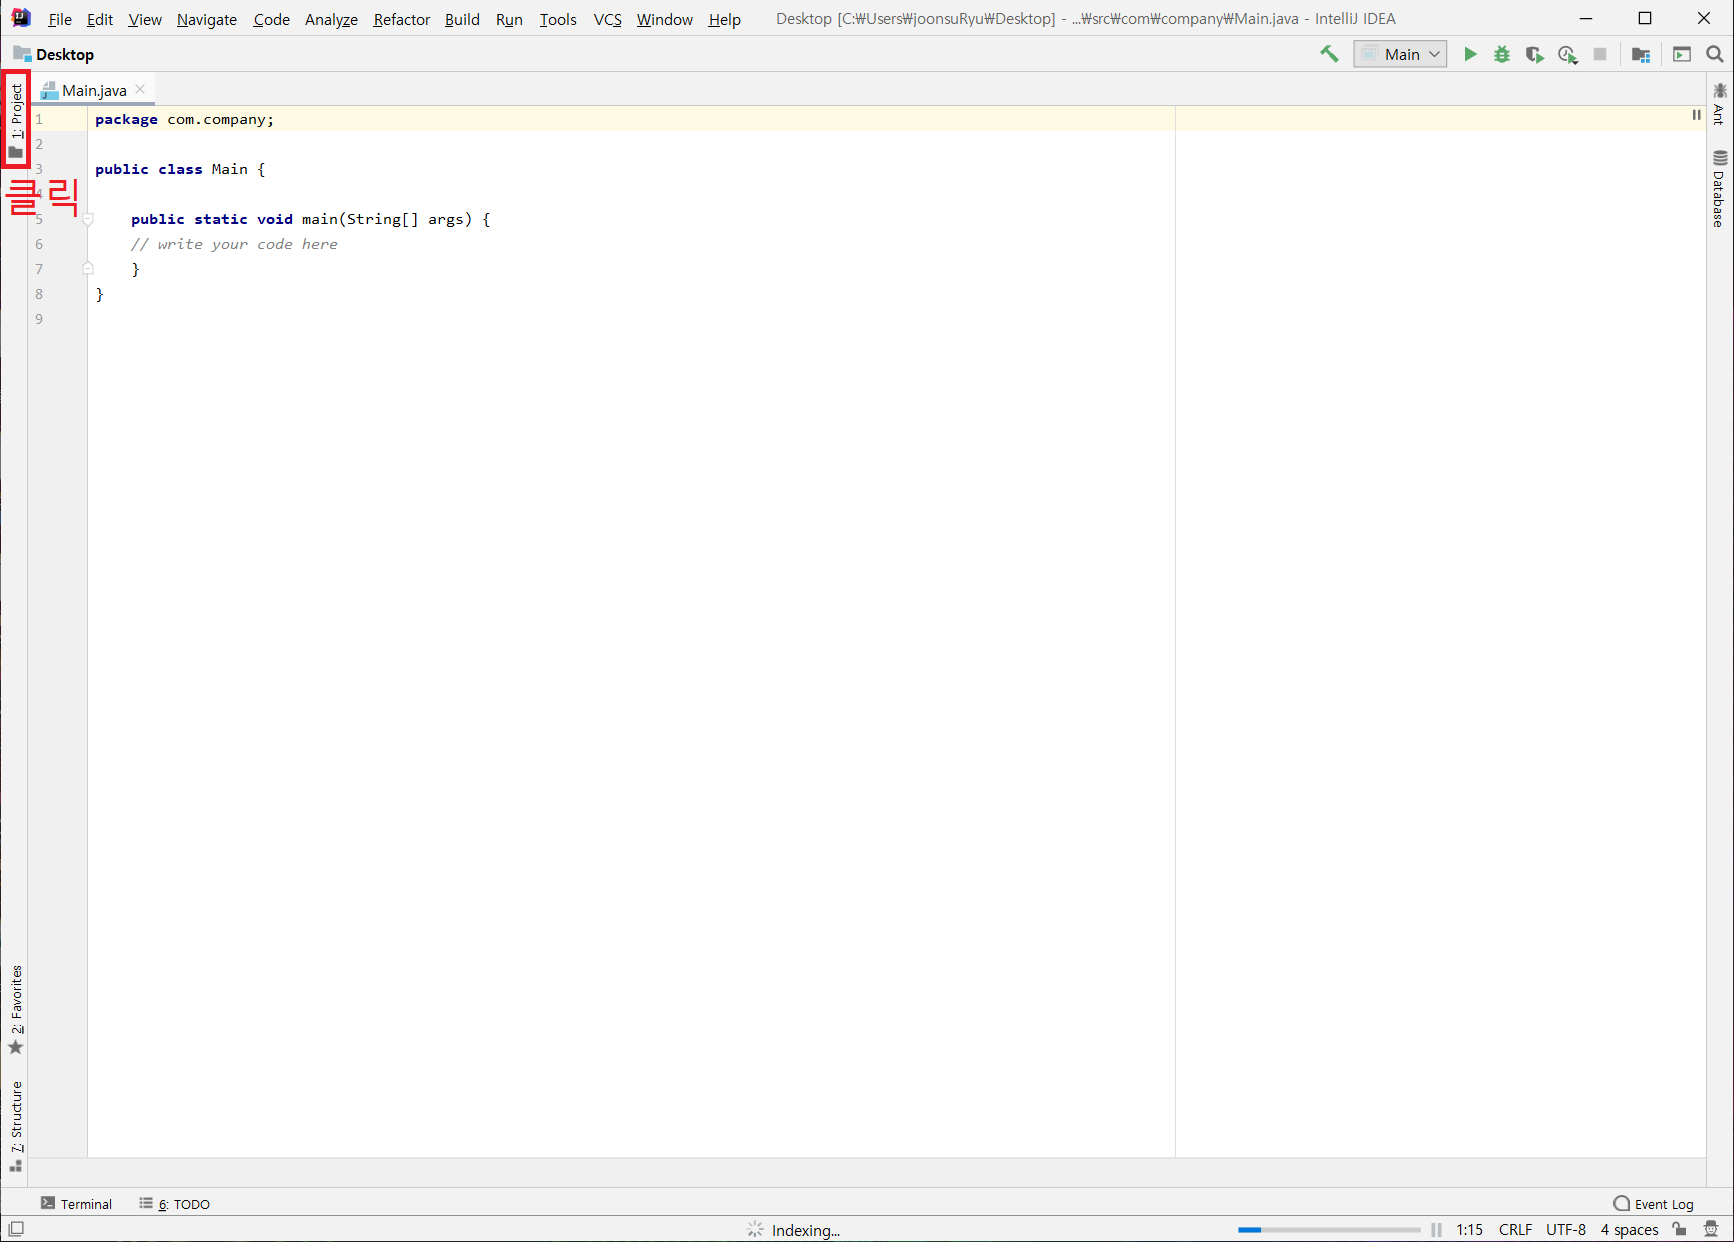 File Edit View Navigate Code Analyze Refactor Build Run Tools VCS Window Help Desktop [C:₩Users₩joonsuRyu₩Desktop] - ...₩src₩com₩company₩Main.java - IntelliJ IDEA
Desktop
Main
Main.java
1: Project
클릭
1 package com.company;
2
3 public class Main {
4
5 public static void main(String[] args) {
6 // write your code here
7 }
8 }
9
Ant
Database
2: Favorites
7: Structure
Terminal 6: TODO
Event Log
Indexing...
1:15 CRLF UTF-8 4 spaces